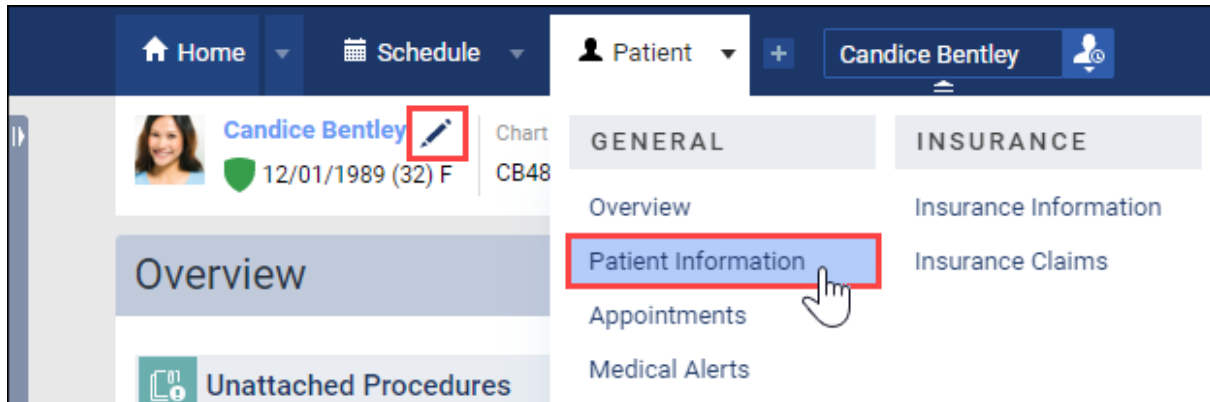 Home Schedule Patient + Candice Bentley
Candice Bentley Chart
12/01/1989 (32) F CB48
GENERAL INSURANCE
Overview Insurance Information
Patient Information Insurance Claims
Appointments
Medical Alerts
Overview
Unattached Procedures